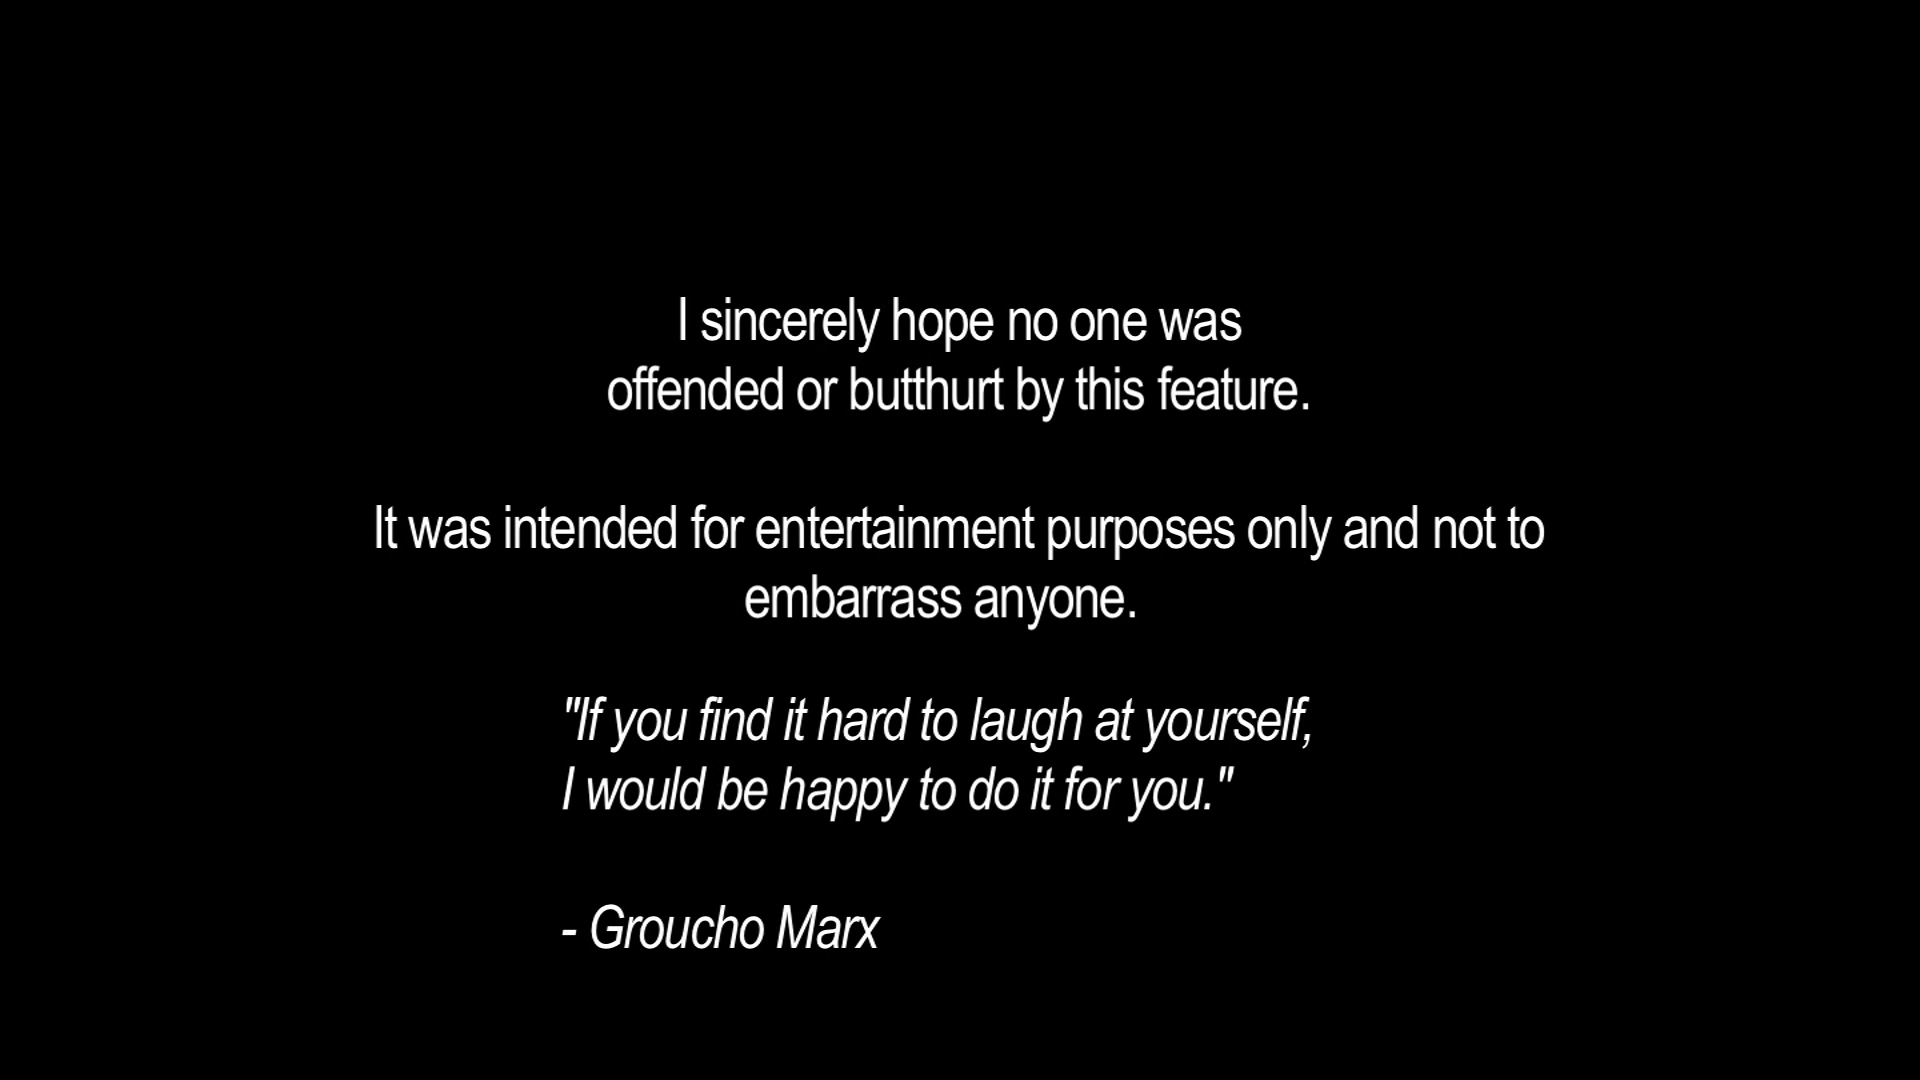 I sincerely hope no one was
offended or butthurt by this feature.
It was intended for entertainment purposes only and not to
embarrass anyone.
"If you find it hard to laugh at yourself,
I would be happy to do it for you."
- Groucho Marx